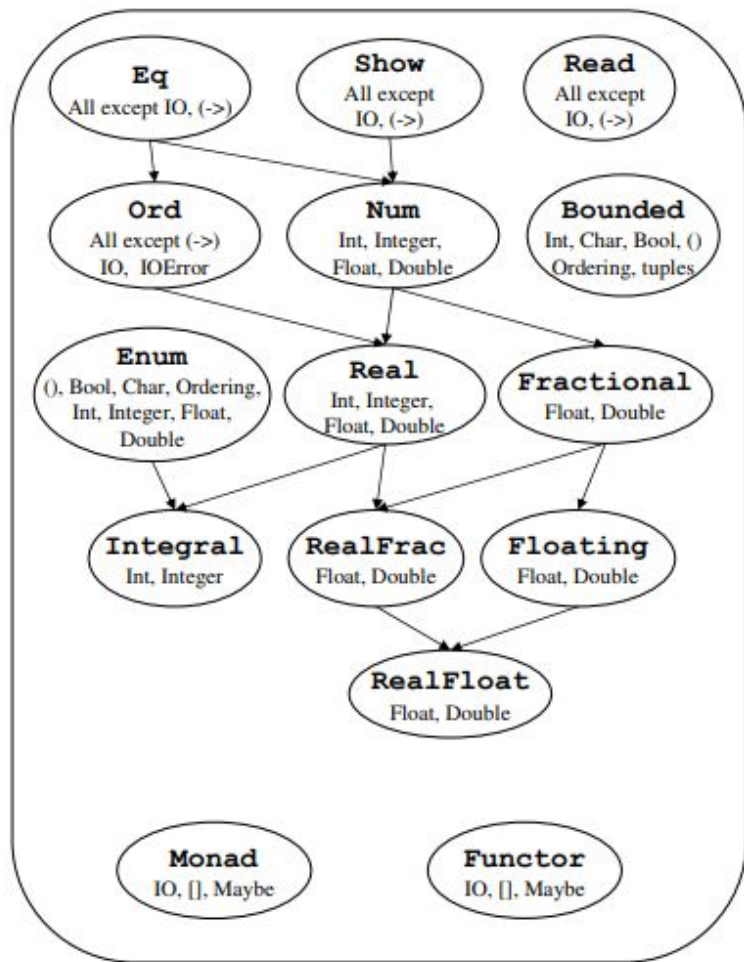 Eq
All except IO, (->)
Show
All except
IO, (->)
Read
All except
IO, (->)
Ord
All except (->)
IO, IOError
Num
Int, Integer,
Float, Double
Bounded
Int, Char, Bool, ()
Ordering, tuples
Enum
(), Bool, Char, Ordering,
Int, Integer, Float,
Double
Real
Int, Integer,
Float, Double
Fractional
Float, Double
Integral
Int, Integer
RealFrac
Float, Double
Floating
Float, Double
RealFloat
Float, Double
Monad
IO, [], Maybe
Functor
IO, [], Maybe